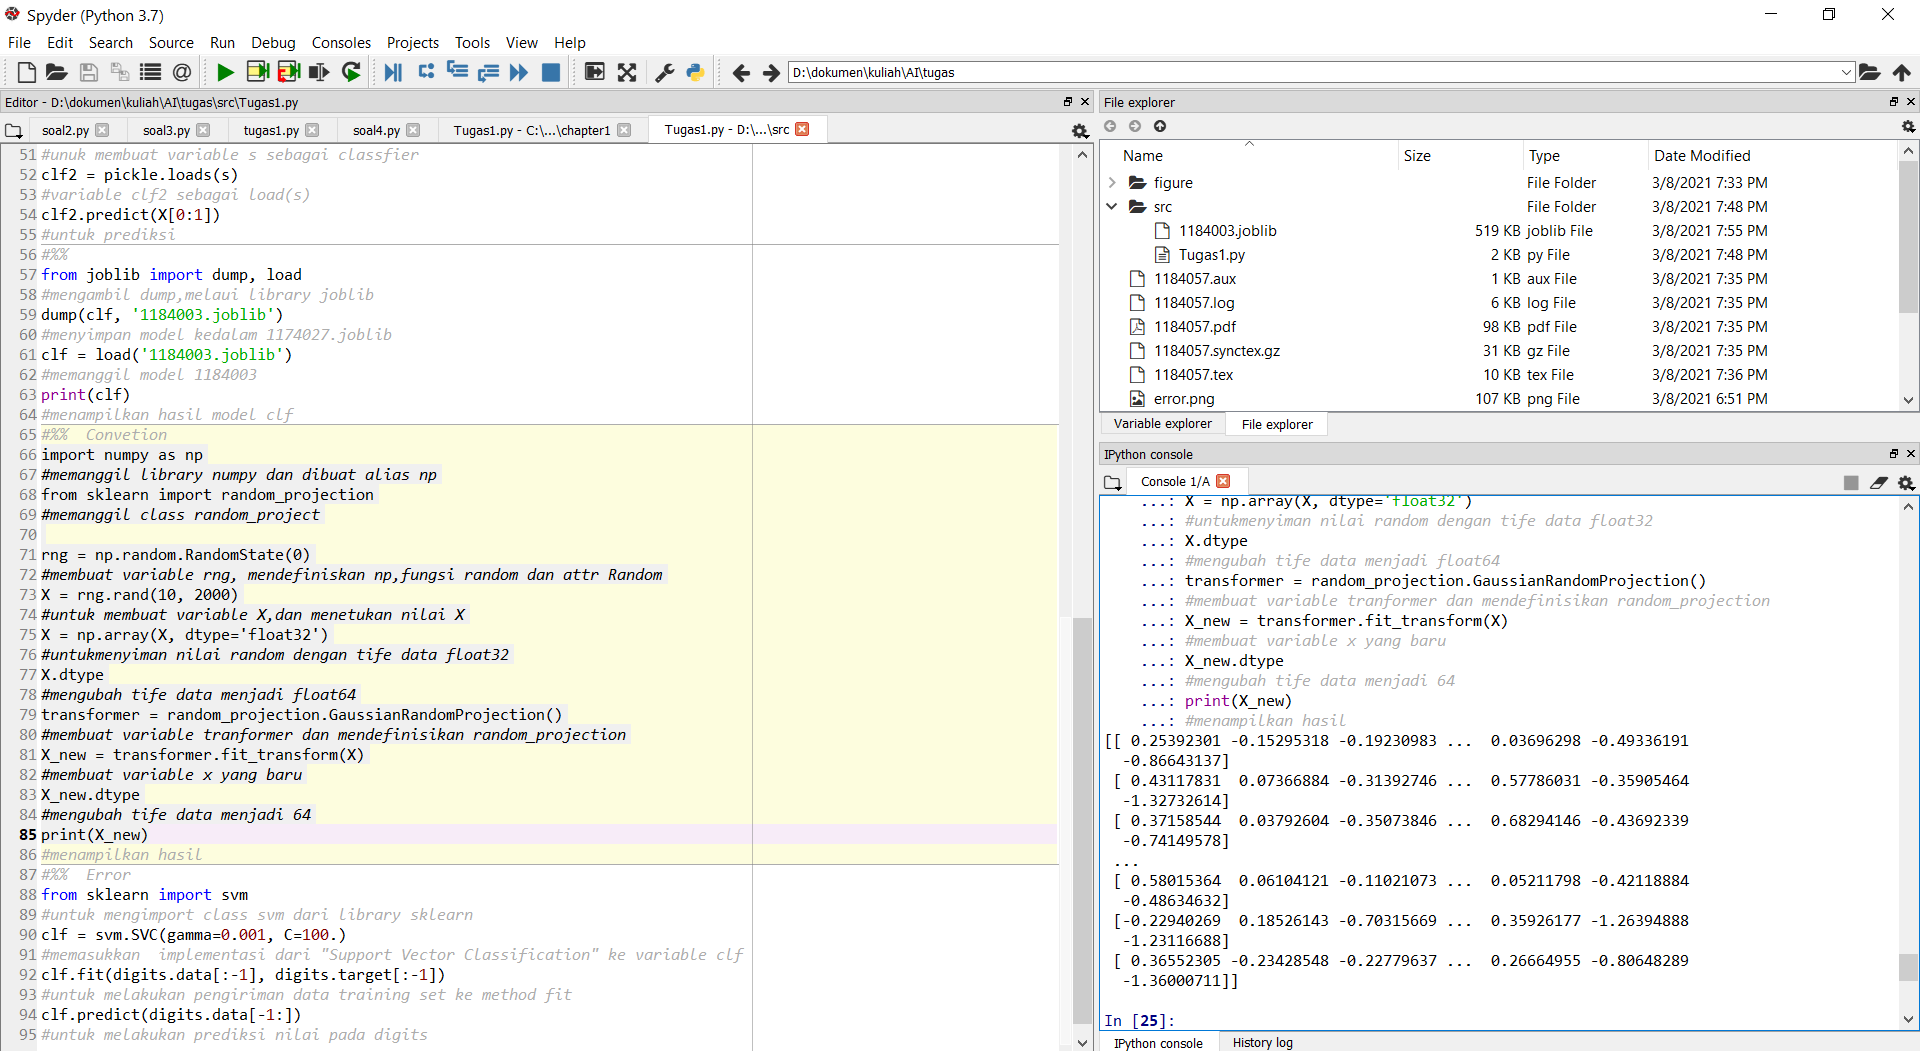 Spyder (Python 3.7)
File Edit Search Source Run Debug Consoles Projects Tools View Help
D:\dokumen\kuliah\AI\tugas
Editor - D:\dokumen\kuliah\AI\tugas\src\Tugas1.py
soal2.py soal3.py tugas1.py soal4.py Tugas1.py - C:\...\chapter1 Tugas1.py - D:\...\src
51 #unuk membuat variable s sebagai classfier
52 clf2 = pickle.loads(s)
53 #variable clf2 sebagai load(s)
54 clf2.predict(X[0:1])
55 #untuk prediksi
56 #%%
57 from joblib import dump, load
58 #mengambil dump,melaui library joblib
59 dump(clf, '1184003.joblib')
60 #menyimpan model kedalam 1174027.joblib
61 clf = load('1184003.joblib')
62 #memanggil model 1184003
63 print(clf)
64 #menampilkan hasil model clf
65 #%%  Convetion
66 import numpy as np
67 #memanggil library numpy dan dibuat alias np
68 from sklearn import random_projection
69 #memanggil class random_project
70
71 rng = np.random.RandomState(0)
72 #membuat variable rng, mendefiniskan np,fungsi random dan attr Random
73 X = rng.rand(10, 2000)
74 #untuk membuat variable X,dan menetukan nilai X
75 X = np.array(X, dtype='float32')
76 #untukmenyiman nilai random dengan tife data float32
77 X.dtype
78 #mengubah tife data menjadi float64
79 transformer = random_projection.GaussianRandomProjection()
80 #membuat variable tranformer dan mendefinisikan random_projection
81 X_new = transformer.fit_transform(X)
82 #membuat variable x yang baru
83 X_new.dtype
84 #mengubah tife data menjadi 64
85 print(X_new)
86 #menampilkan hasil
87 #%%  Error
88 from sklearn import svm
89 #untuk mengimport class svm dari library sklearn
90 clf = svm.SVC(gamma=0.001, C=100.)
91 #memasukkan  implementasi dari "Support Vector Classification" ke variable clf
92 clf.fit(digits.data[:-1], digits.target[:-1])
93 #untuk melakukan pengiriman data training set ke method fit
94 clf.predict(digits.data[-1:])
95 #untuk melakukan prediksi nilai pada digits
File explorer
Name Size Type Date Modified
figure File Folder 3/8/2021 7:33 PM
src File Folder 3/8/2021 7:48 PM
1184003.joblib 519 KB joblib File 3/8/2021 7:55 PM
Tugas1.py 2 KB py File 3/8/2021 7:48 PM
1184057.aux 1 KB aux File 3/8/2021 7:35 PM
1184057.log 6 KB log File 3/8/2021 7:35 PM
1184057.pdf 98 KB pdf File 3/8/2021 7:35 PM
1184057.synctex.gz 31 KB gz File 3/8/2021 7:35 PM
1184057.tex 10 KB tex File 3/8/2021 7:36 PM
error.png 107 KB png File 3/8/2021 6:51 PM
Variable explorer File explorer
IPython console
Console 1/A
...: X = np.array(X, dtype='float32')
...: #untukmenyiman nilai random dengan tife data float32
...: X.dtype
...: #mengubah tife data menjadi float64
...: transformer = random_projection.GaussianRandomProjection()
...: #membuat variable tranformer dan mendefinisikan random_projection
...: X_new = transformer.fit_transform(X)
...: #membuat variable x yang baru
...: X_new.dtype
...: #mengubah tife data menjadi 64
...: print(X_new)
...: #menampilkan hasil
[[ 0.25392301 -0.15295318 -0.19230983 ...  0.03696298 -0.49336191
-0.86643137]
[ 0.43117831  0.07366884 -0.31392746 ...  0.57786031 -0.35905464
-1.32732614]
[ 0.37158544  0.03792604 -0.35073846 ...  0.68294146 -0.43692339
-0.74149578]
...
[ 0.58015364  0.06104121 -0.11021073 ...  0.05211798 -0.42118884
-0.48634632]
[-0.22940269  0.18526143 -0.70315669 ...  0.35926177 -1.26394888
-1.23116688]
[ 0.36552305 -0.23428548 -0.22779637 ...  0.26664955 -0.80648289
-1.36000711]]
In [25]:
IPython console History log